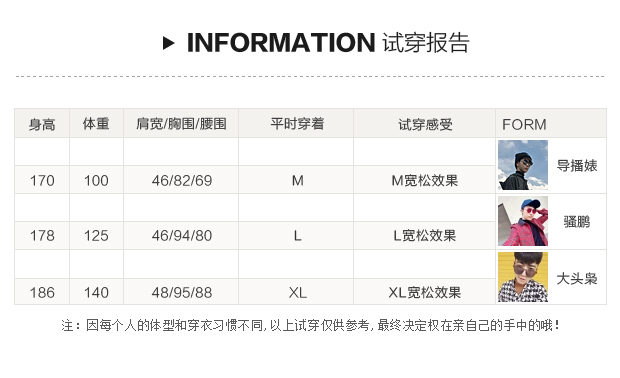 INFORMATION 试穿报告
身高 体重 肩宽/胸围/腰围 平时穿着 试穿感受 FORM
170 100 46/82/69 M M宽松效果 导播婊
178 125 46/94/80 L L宽松效果 骚鹏
186 140 48/95/88 XL XL宽松效果 大头枭
注：因每个人的体型和穿衣习惯不同,以上试穿仅供参考,最终决定权在亲自己的手中的哦!